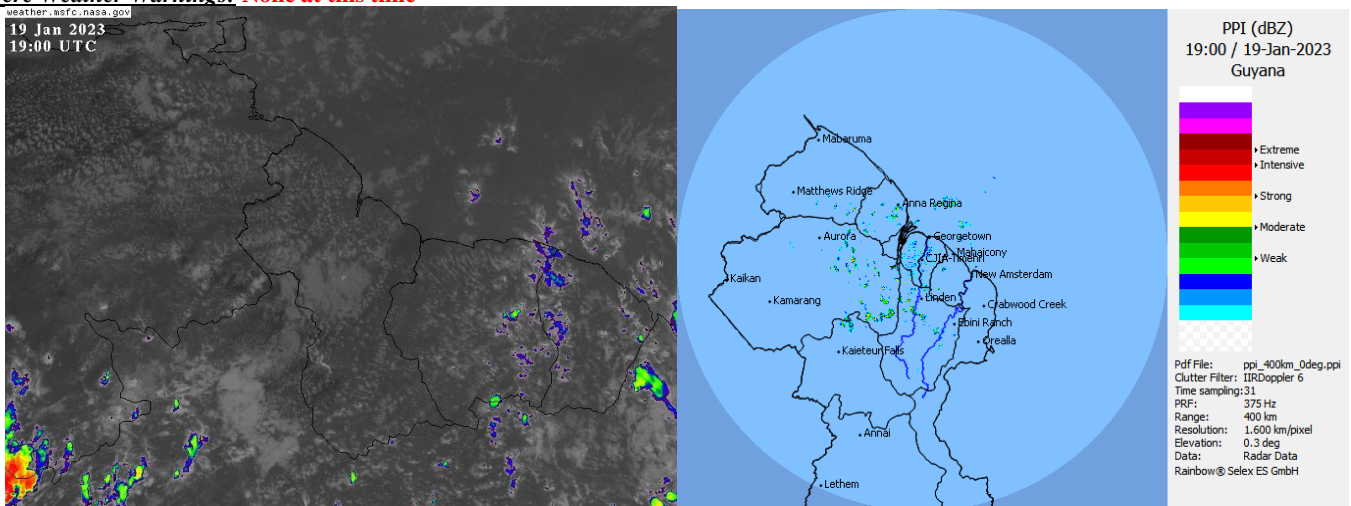 ere Weather Warnings: None at this time
weather.msfc.nasa.gov
19 Jan 2023
19:00 UTC
Mabaruma
Matthews Ridge
Anna Regina
Aurora
Georgetown
Mahaicony
CJIA-Timehri
Kaikan
New Amsterdam
Kamarang
Linden
Crabwood Creek
Ebini Ranch
Orealla
Kaieteur Falls
Annai
Lethem
PPI (dBZ)
19:00 / 19-Jan-2023
Guyana
Extreme
Intensive
Strong
Moderate
Weak
Pdf File: ppi_400km_0deg.ppi
Clutter Filter: IIRDoppler 6
Time sampling:31
PRF: 375 Hz
Range: 400 km
Resolution: 1.600 km/pixel
Elevation: 0.3 deg
Data: Radar Data
Rainbow® Selex ES GmbH